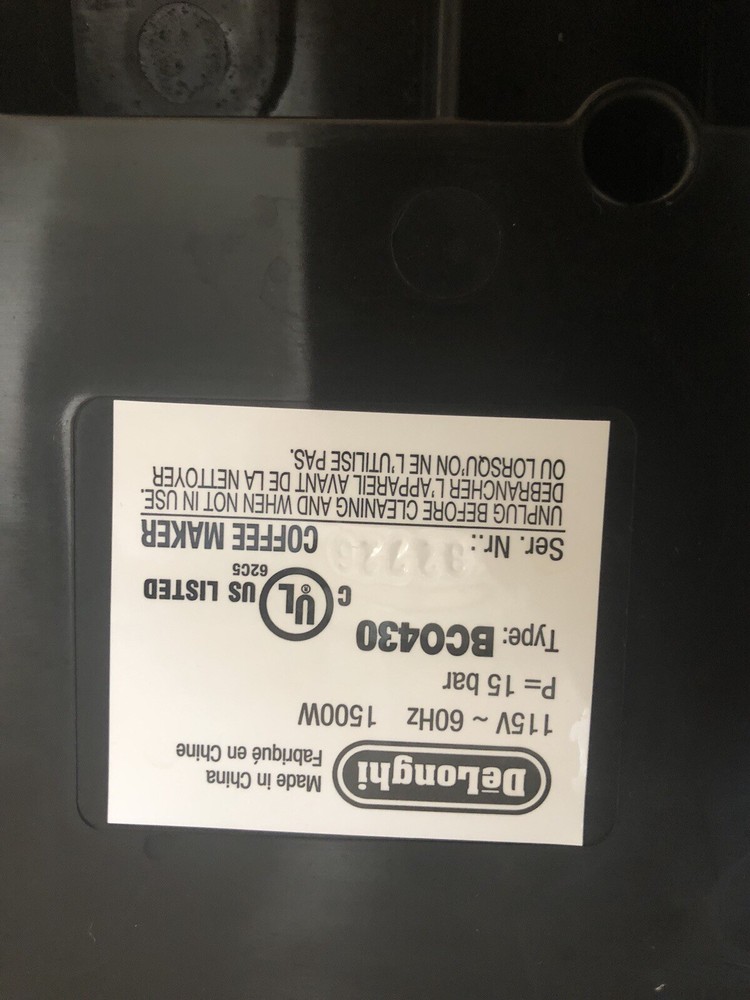 DeLonghi
Made in China
Fabriqué en Chine
115V ~ 60Hz 1500W
P= 15 bar
Type: BCO430
C UL® US LISTED
62C5
Ser. Nr.:
COFFEE MAKER
UNPLUG BEFORE CLEANING AND WHEN NOT IN USE.
DEBRANCHER L'APPAREIL AVANT DE LA NETTOYER
OU LORSQU'ON NE L'UTILISE PAS.